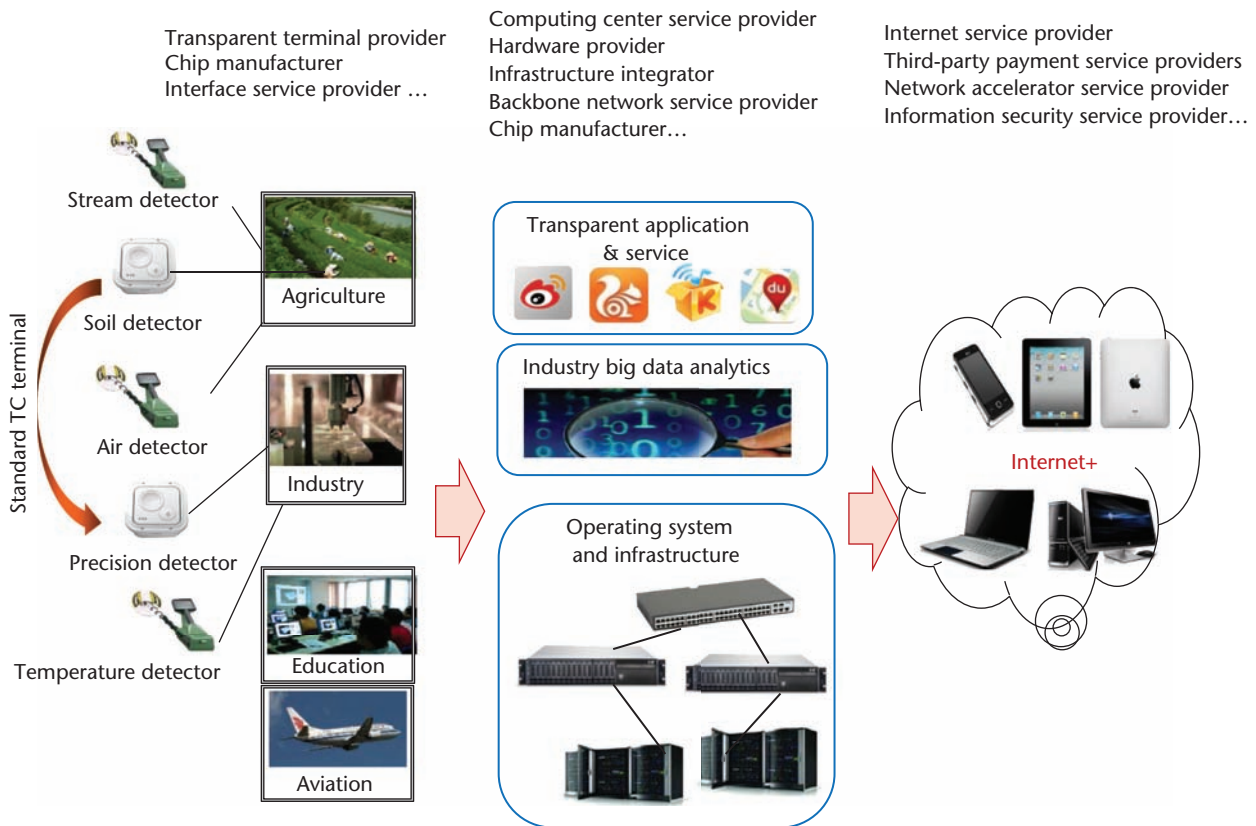 Transparent terminal provider
Chip manufacturer
Interface service provider …
Computing center service provider
Hardware provider
Infrastructure integrator
Backbone network service provider
Chip manufacturer…
Internet service provider
Third-party payment service providers
Network accelerator service provider
Information security service provider…
Standard TC terminal
Stream detector
Soil detector
Air detector
Precision detector
Temperature detector
Agriculture
Industry
Education
Aviation
Transparent application
& service
K
du
Industry big data analytics
Operating system
and infrastructure
Internet+